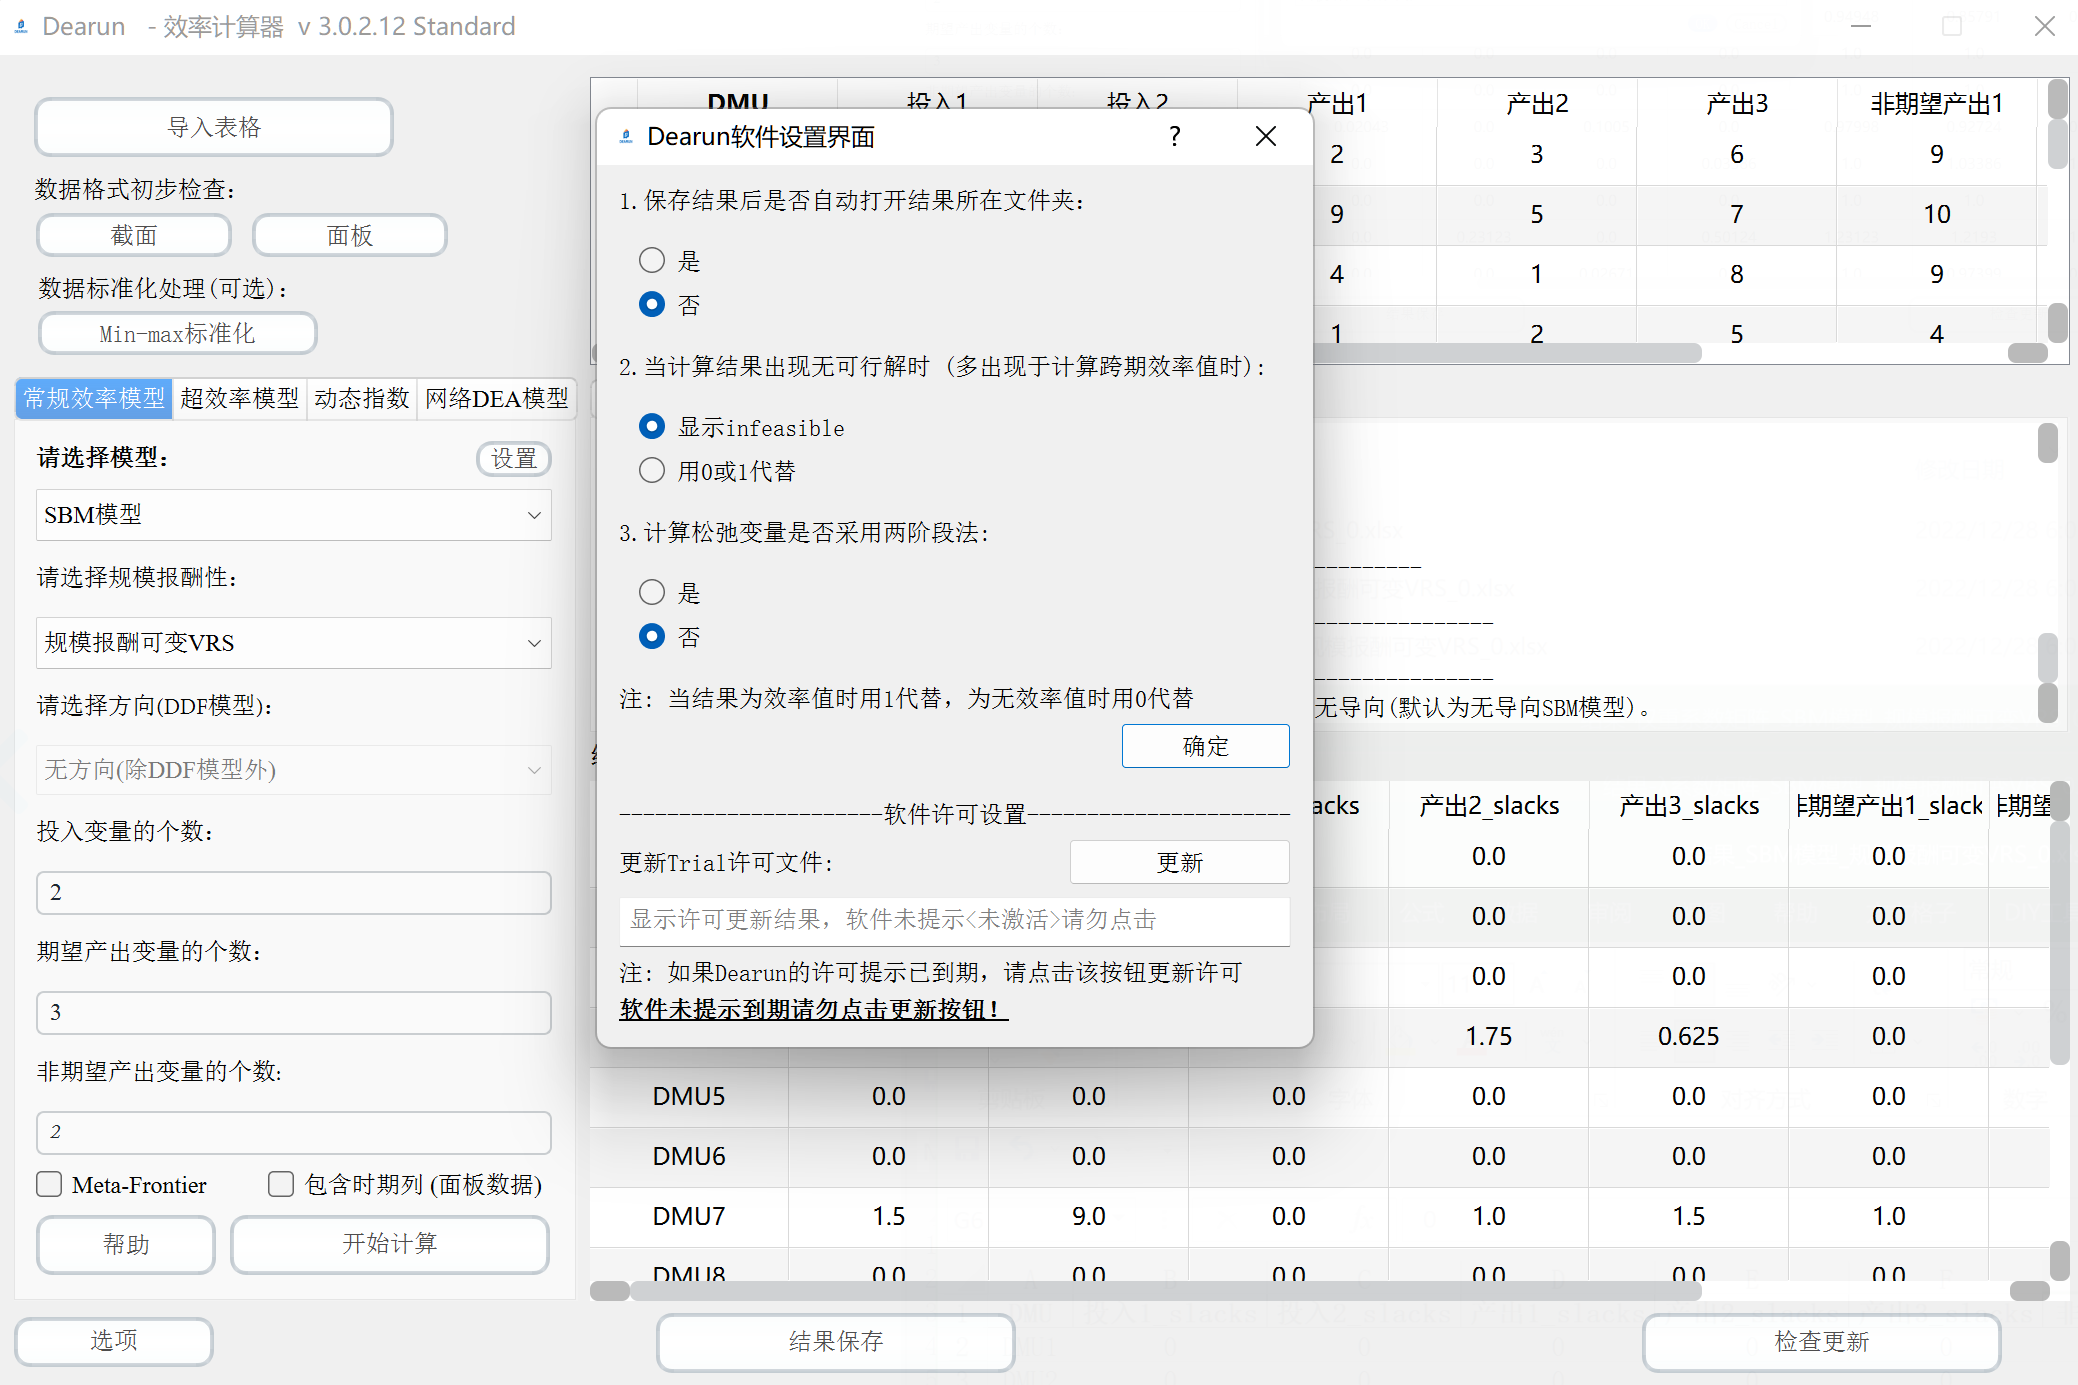 Dearun - 效率计算器 v 3.0.2.12 Standard
导入表格
数据格式初步检查：
截面 面板
数据标准化处理(可选)：
Min-max标准化
常规效率模型 超效率模型 动态指数 网络DEA模型
请选择模型： 设置
SBM模型
请选择规模报酬性：
规模报酬可变VRS
请选择方向(DDF模型)：
无方向(除DDF模型外)
投入变量的个数：
2
期望产出变量的个数：
3
非期望产出变量的个数:
2
Meta-Frontier 包含时期列 (面板数据)
帮助 开始计算
选项
DMU 投入1 投入2 产出1 产出2 产出3 非期望产出1
2 3 6 9
9 5 7 10
4 1 8 9
1 2 5 4
Dearun软件设置界面 ?
1.保存结果后是否自动打开结果所在文件夹：
是
否
2.当计算结果出现无可行解时 (多出现于计算跨期效率值时)：
显示infeasible
用0或1代替
3.计算松弛变量是否采用两阶段法:
是
否
注: 当结果为效率值时用1代替，为无效率值时用0代替
确定
----------------------软件许可设置----------------------
更新Trial许可文件: 更新
显示许可更新结果，软件未提示<未激活>请勿点击
注: 如果Dearun的许可提示已到期，请点击该按钮更新许可
软件未提示到期请勿点击更新按钮！
---------
---------------
---------------
无导向(默认为无导向SBM模型)。
acks 产出2_slacks 产出3_slacks 非期望产出1_slack 非期望
0.0 0.0 0.0
0.0 0.0 0.0
0.0 0.0 0.0
1.75 0.625 0.0
DMU5 0.0 0.0 0.0 0.0 0.0 0.0
DMU6 0.0 0.0 0.0 0.0 0.0 0.0
DMU7 1.5 9.0 0.0 1.0 1.5 1.0
DMU8 0.0 0.0 0.0 0.0 0.0 0.0
结果保存 检查更新